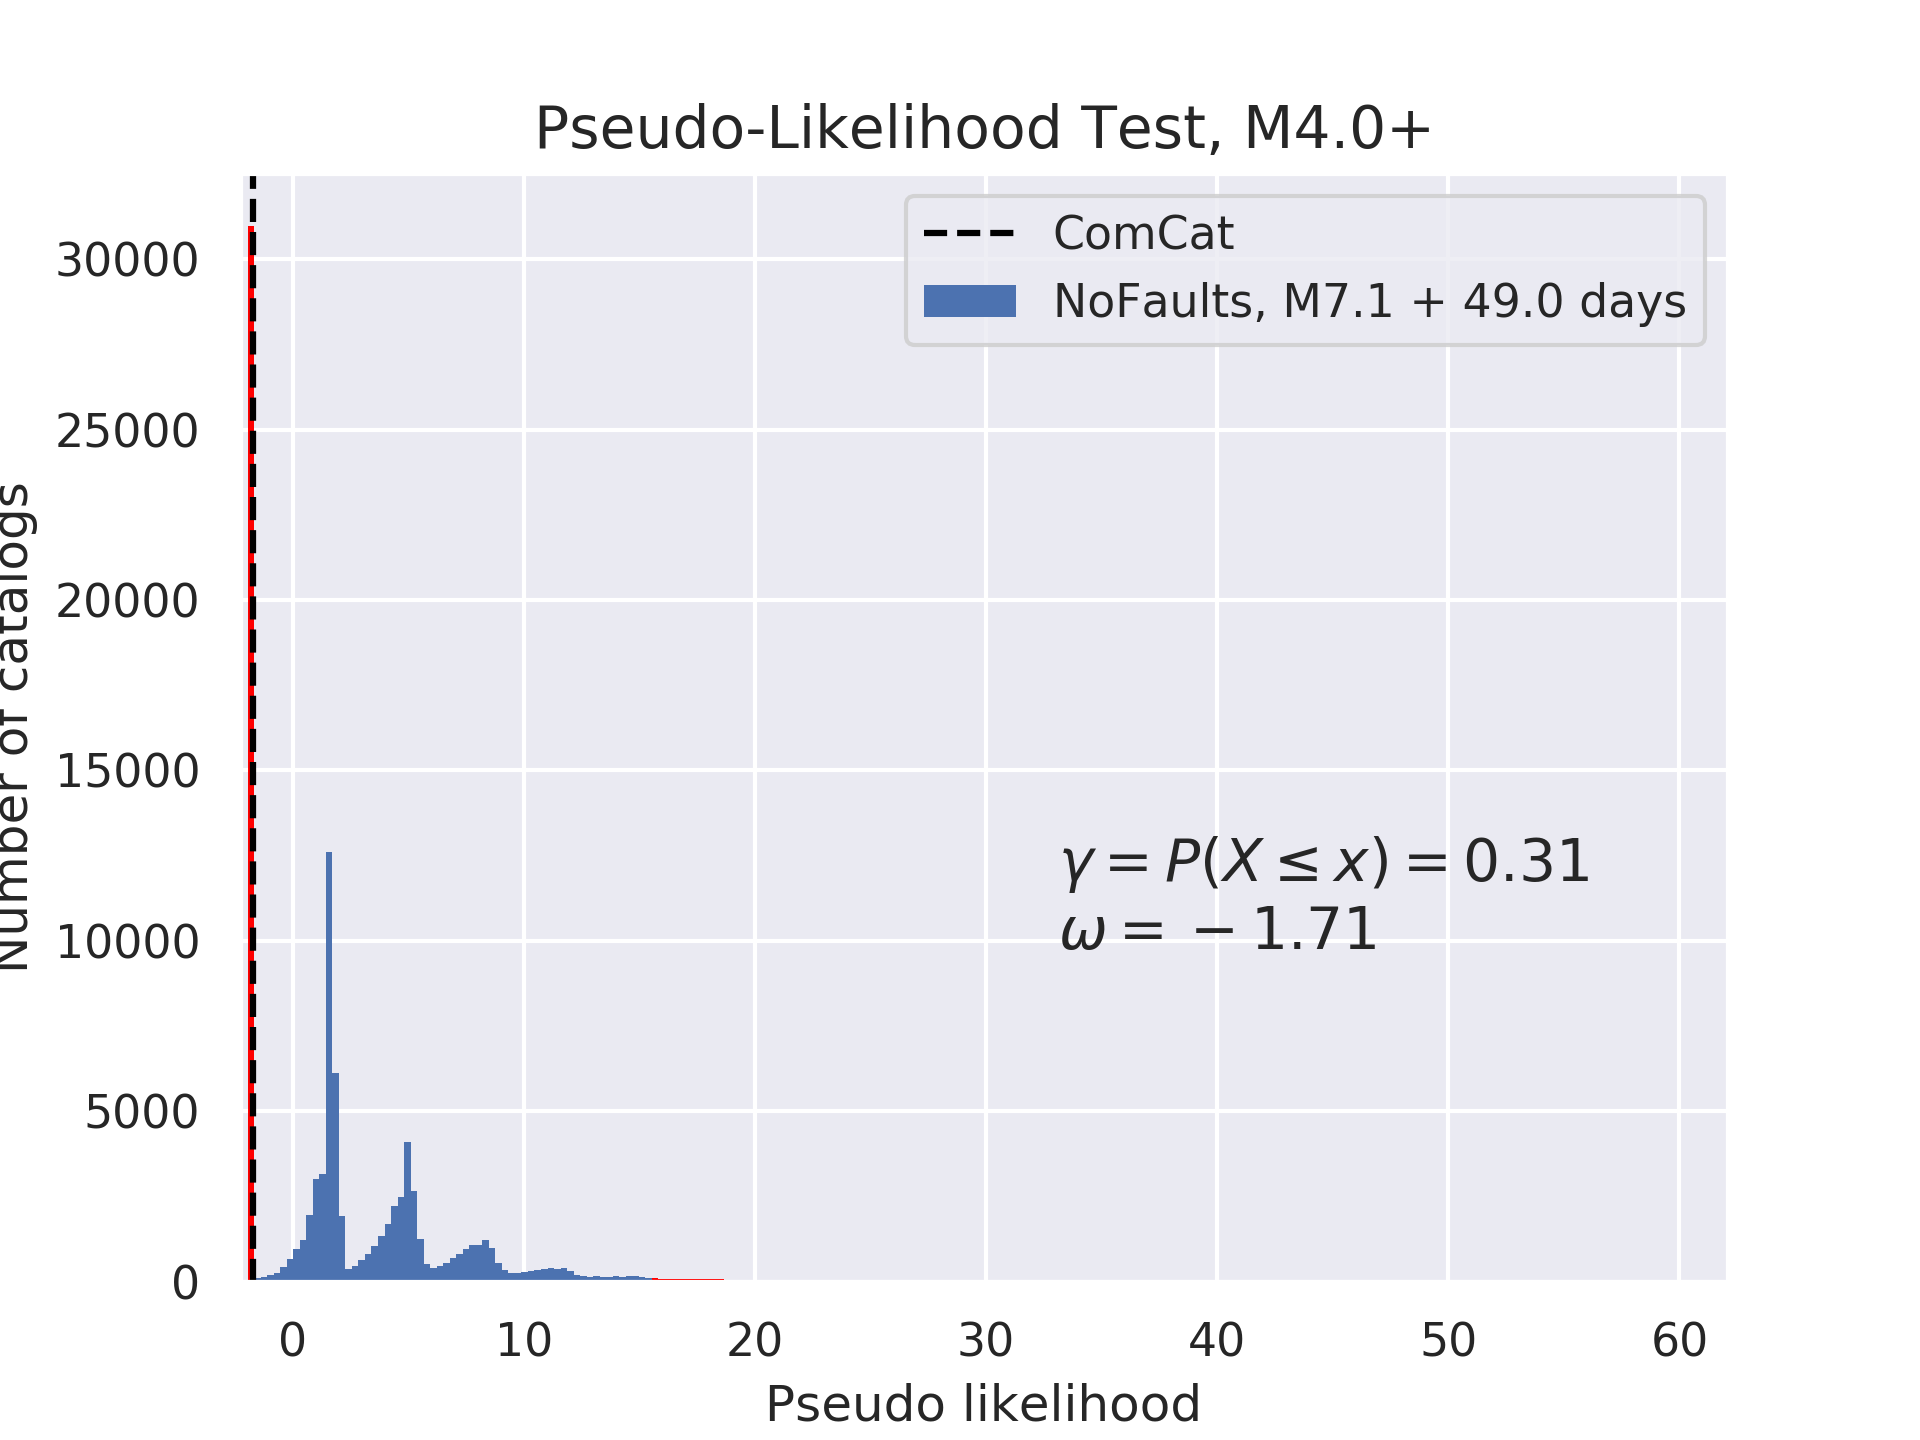 Pseudo-Likelihood Test, M4.0+
ComCat
NoFaults, M7.1 + 49.0 days
30000
25000
20000
15000
10000
5000
0
Number of catalogs
γ = P(X ≤ x) = 0.31
ω = − 1.71
0 10 20 30 40 50 60
Pseudo likelihood